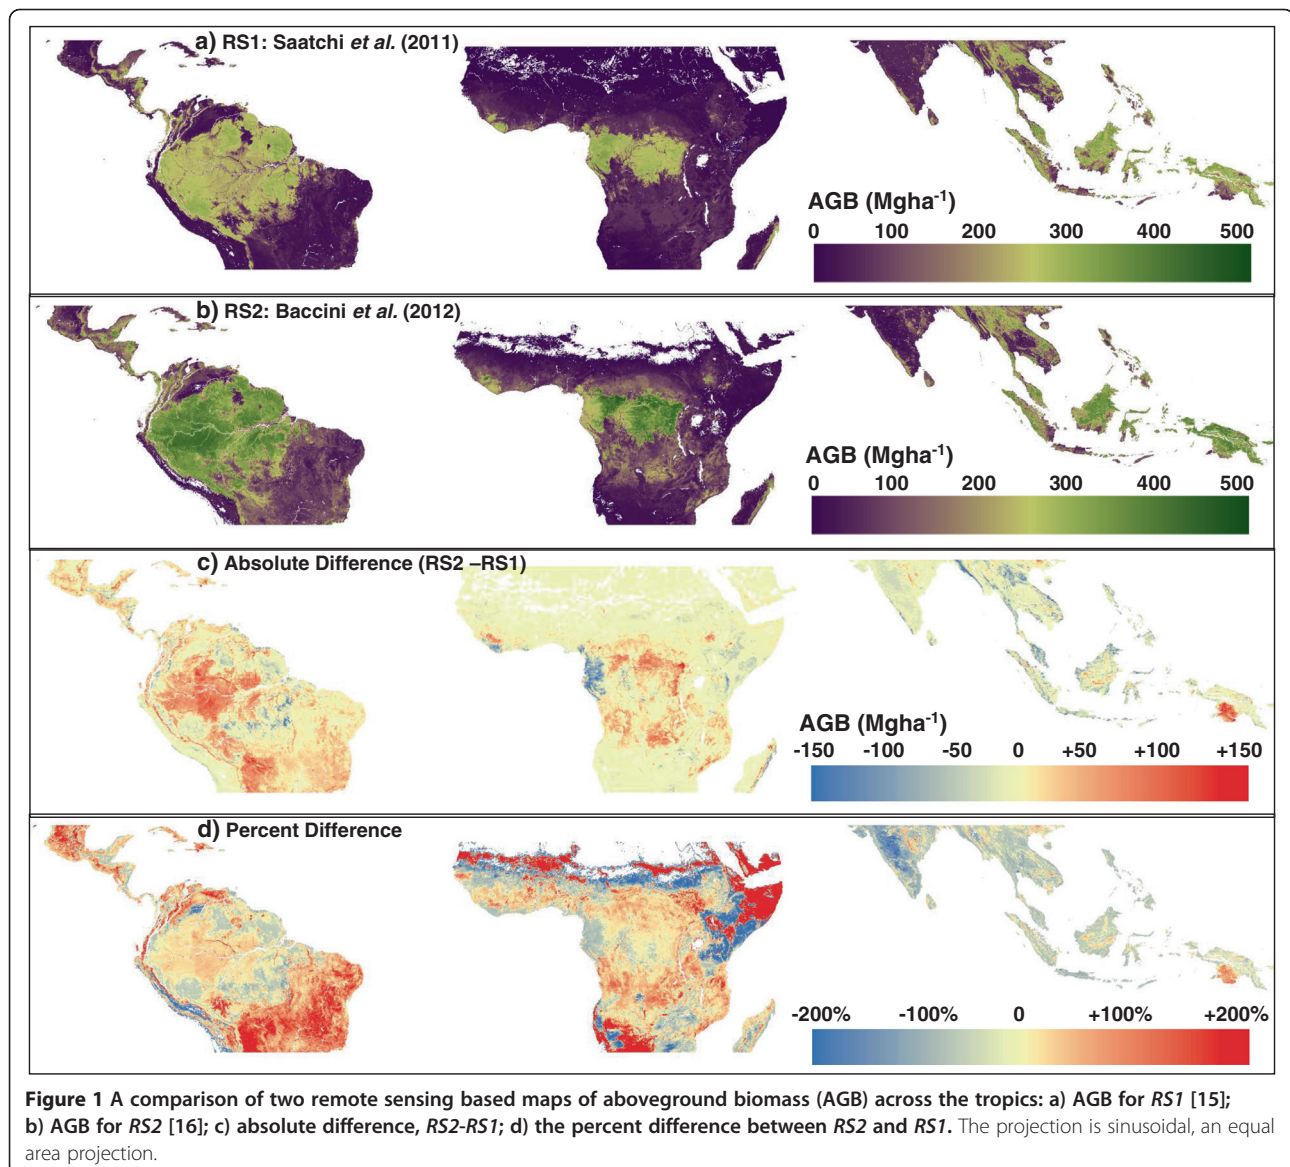 a) RS1: Saatchi et al. (2011)
AGB (Mgha-1)
0 100 200 300 400 500
b) RS2: Baccini et al. (2012)
AGB (Mgha-1)
0 100 200 300 400 500
c) Absolute Difference (RS2 –RS1)
AGB (Mgha-1)
-150 -100 -50 0 +50 +100 +150
d) Percent Difference
-200% -100% 0 +100% +200%
Figure 1 A comparison of two remote sensing based maps of aboveground biomass (AGB) across the tropics: a) AGB for RS1 [15];
b) AGB for RS2 [16]; c) absolute difference, RS2-RS1; d) the percent difference between RS2 and RS1. The projection is sinusoidal, an equal
area projection.